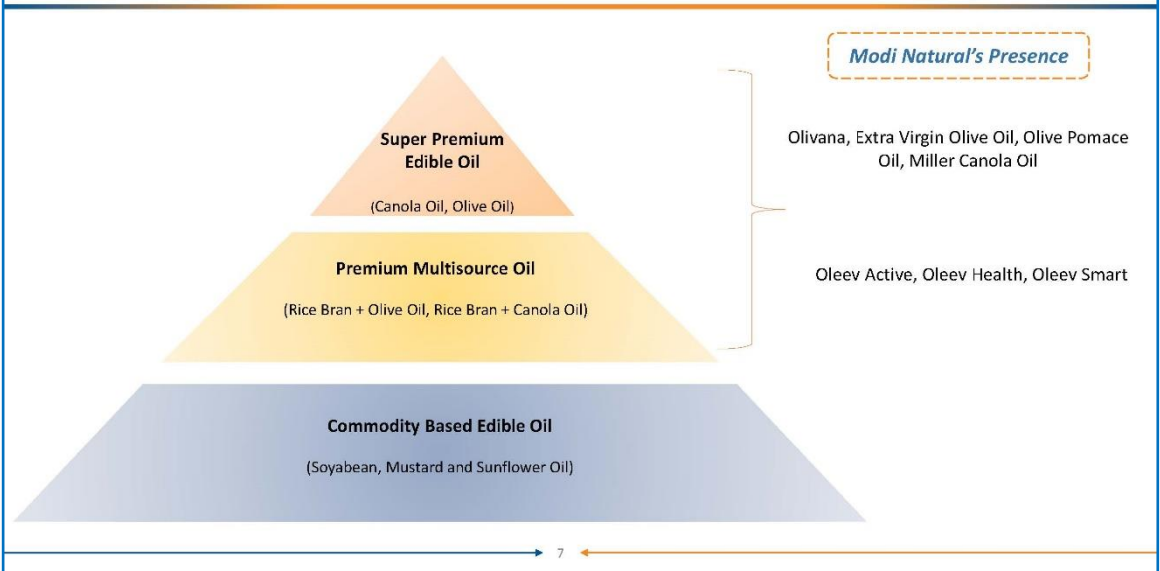 Modi Natural's Presence
Super Premium
Edible Oil
(Canola Oil, Olive Oil)
Olivana, Extra Virgin Olive Oil, Olive Pomace
Oil, Miller Canola Oil
Premium Multisource Oil
(Rice Bran + Olive Oil, Rice Bran + Canola Oil)
Oleev Active, Oleev Health, Oleev Smart
Commodity Based Edible Oil
(Soyabean, Mustard and Sunflower Oil)
7